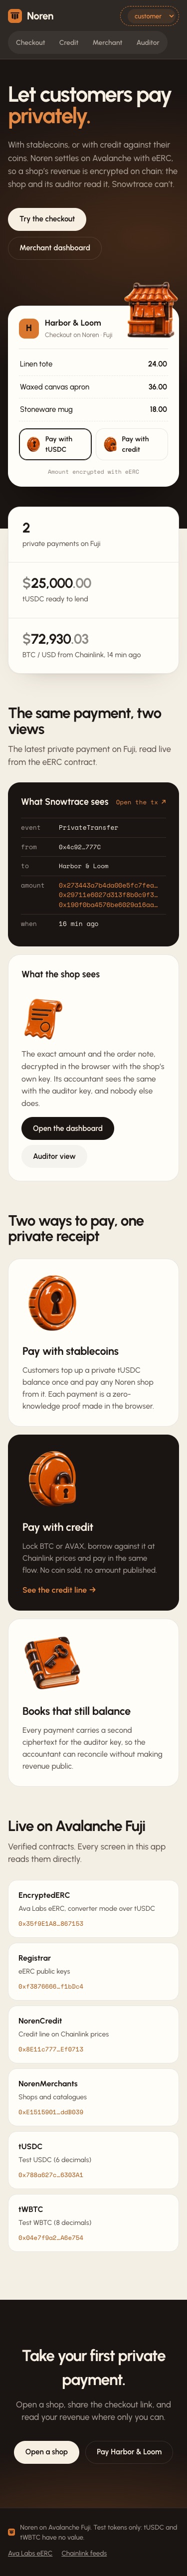 Noren
customer
Checkout
Credit
Merchant
Auditor
Let customers pay
privately.
With stablecoins, or with credit against their
coins. Noren settles on Avalanche with eERC,
so a shop's revenue is encrypted on chain: the
shop and its auditor read it, Snowtrace can't.
Try the checkout
Merchant dashboard
H
Harbor & Loom
Checkout on Noren · Fuji
Linen tote
24.00
Waxed canvas apron
36.00
Stoneware mug
18.00
Pay with
tUSDC
Pay with
credit
Amount encrypted with eERC
2
private payments on Fuji
$25,000.00
tUSDC ready to lend
$72,930.03
BTC / USD from Chainlink, 14 min ago
The same payment, two
views
The latest private payment on Fuji, read live
from the eERC contract.
What Snowtrace sees
Open the tx ↗
event
PrivateTransfer
from
0x4c92…777C
to
Harbor & Loom
amount
when
16 min ago
What the shop sees
The exact amount and the order note,
decrypted in the browser with the shop's
own key. Its accountant sees the same
with the auditor key, and nobody else
does.
Open the dashboard
Auditor view
Two ways to pay, one
private receipt
Pay with stablecoins
Customers top up a private tUSDC
balance once and pay any Noren shop
from it. Each payment is a zero-
knowledge proof made in the browser.
Pay with credit
Lock BTC or AVAX, borrow against it at
Chainlink prices and pay in the same
flow. No coin sold, no amount published.
See the credit line →
Books that still balance
Every payment carries a second
ciphertext for the auditor key, so the
accountant can reconcile without making
revenue public.
Live on Avalanche Fuji
Verified contracts. Every screen in this app
reads them directly.
EncryptedERC
Ava Labs eERC, converter mode over tUSDC
0x35f9E1A8…867153
Registrar
eERC public keys
0xf3876666…f1bDc4
NorenCredit
Credit line on Chainlink prices
0x8E11c777…Ef0713
NorenMerchants
Shops and catalogues
0xE1515901…ddB039
tUSDC
Test USDC (6 decimals)
0x788a627c…0303A1
tWBTC
Test WBTC (8 decimals)
0x04e7f9a2…A6e754
Take your first private
payment.
Open a shop, share the checkout link, and
read your revenue where only you can.
Open a shop
Pay Harbor & Loom
Noren on Avalanche Fuji. Test tokens only: tUSDC and
tWBTC have no value.
Ava Labs eERC
Chainlink feeds